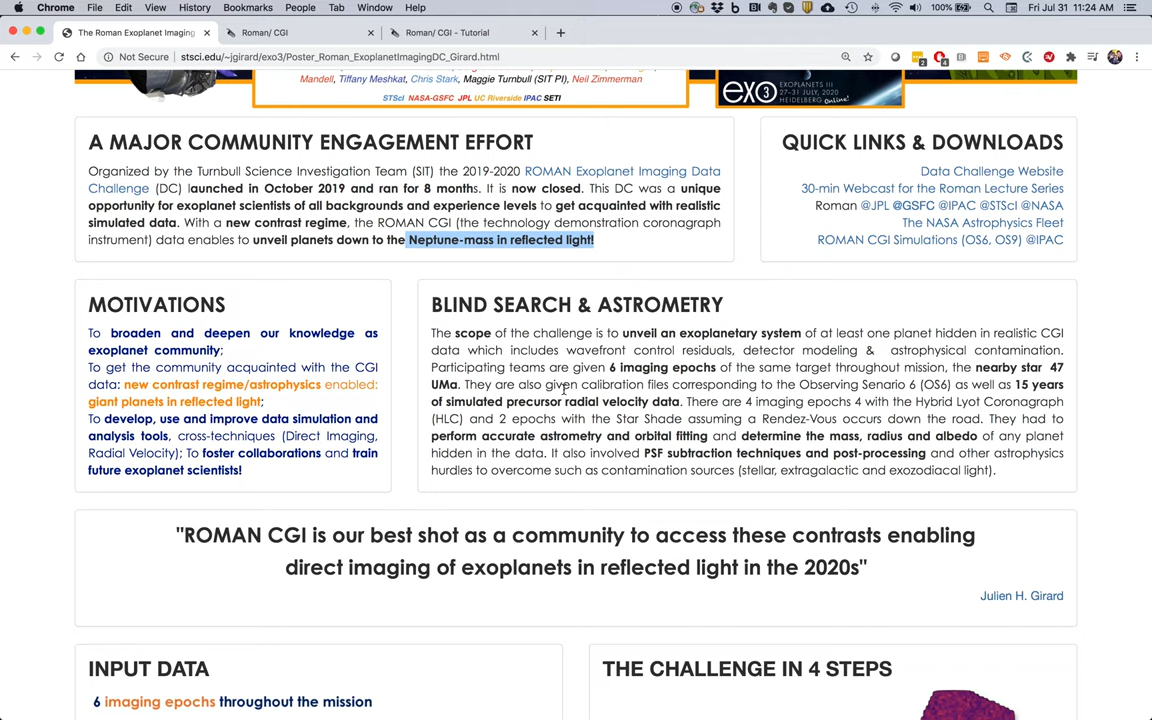 Chrome File Edit View History Bookmarks People Tab Window Help 100% Fri Jul 31 11:24 AM
The Roman Exoplanet Imaging × Roman/ CGI × Roman/ CGI - Tutorial × +
Not Secure stsci.edu/~jgirard/exo3/Poster_Roman_ExoplanetImagingDC_Girard.html
Mandell, Tiffany Meshkat, Chris Stark, Maggie Turnbull (SIT PI), Neil Zimmerman
STScI NASA-GSFC JPL UC Riverside IPAC SETI
EXOPLANETS III
27-31 JULY, 2020
HEIDELBERG Online!
exo3
A MAJOR COMMUNITY ENGAGEMENT EFFORT
Organized by the Turnbull Science Investigation Team (SIT) the 2019-2020 ROMAN Exoplanet Imaging Data
Challenge (DC) launched in October 2019 and ran for 8 months. It is now closed. This DC was a unique
opportunity for exoplanet scientists of all backgrounds and experience levels to get acquainted with realistic
simulated data. With a new contrast regime, the ROMAN CGI (the technology demonstration coronagraph
instrument) data enables to unveil planets down to the Neptune-mass in reflected light!
QUICK LINKS & DOWNLOADS
Data Challenge Website
30-min Webcast for the Roman Lecture Series
Roman @JPL @GSFC @IPAC @STScI @NASA
The NASA Astrophysics Fleet
ROMAN CGI Simulations (OS6, OS9) @IPAC
MOTIVATIONS
To broaden and deepen our knowledge as
exoplanet community;
To get the community acquainted with the CGI
data: new contrast regime/astrophysics enabled:
giant planets in reflected light;
To develop, use and improve data simulation and
analysis tools, cross-techniques (Direct Imaging,
Radial Velocity); To foster collaborations and train
future exoplanet scientists!
BLIND SEARCH & ASTROMETRY
The scope of the challenge is to unveil an exoplanetary system of at least one planet hidden in realistic CGI
data which includes wavefront control residuals, detector modeling & astrophysical contamination.
Participating teams are given 6 imaging epochs of the same target throughout mission, the nearby star 47
UMa. They are also given calibration files corresponding to the Observing Senario 6 (OS6) as well as 15 years
of simulated precursor radial velocity data. There are 4 imaging epochs 4 with the Hybrid Lyot Coronagraph
(HLC) and 2 epochs with the Star Shade assuming a Rendez-Vous occurs down the road. They had to
perform accurate astrometry and orbital fitting and determine the mass, radius and albedo of any planet
hidden in the data. It also involved PSF subtraction techniques and post-processing and other astrophysics
hurdles to overcome such as contamination sources (stellar, extragalactic and exozodiacal light).
"ROMAN CGI is our best shot as a community to access these contrasts enabling
direct imaging of exoplanets in reflected light in the 2020s"
Julien H. Girard
INPUT DATA
6 imaging epochs throughout the mission
THE CHALLENGE IN 4 STEPS